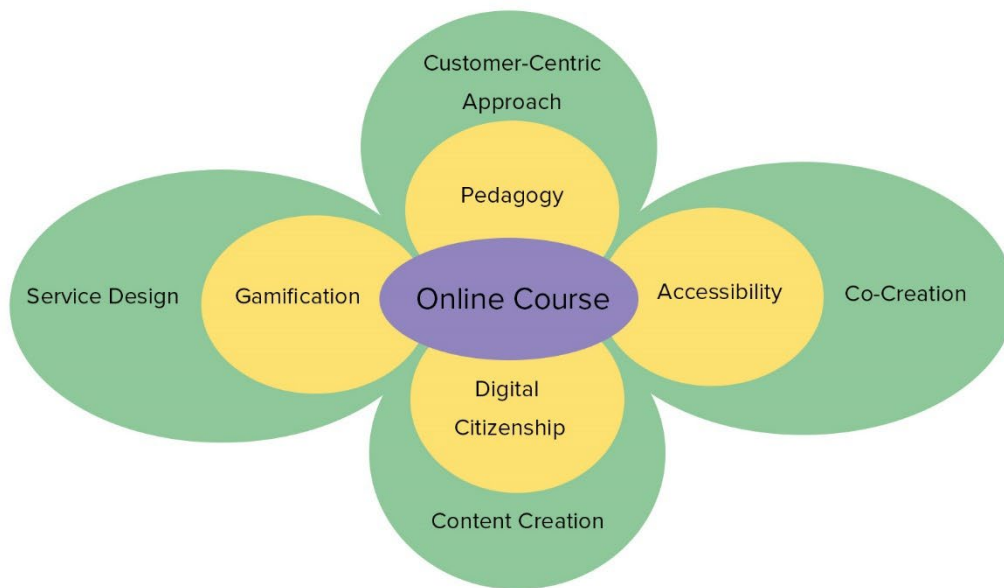 Customer-Centric
Approach
Pedagogy
Service Design
Gamification
Online Course
Accessibility
Co-Creation
Digital
Citizenship
Content Creation